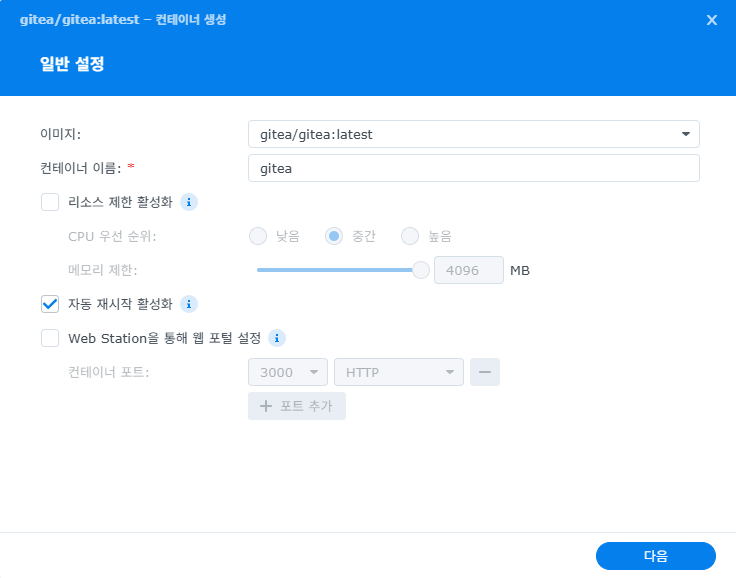 gitea/gitea:latest – 컨테이너 생성
일반 설정
이미지: gitea/gitea:latest
컨테이너 이름: * gitea
리소스 제한 활성화
CPU 우선 순위: 낮음 중간 높음
메모리 제한: 4096 MB
자동 재시작 활성화
Web Station을 통해 웹 포털 설정
컨테이너 포트: 3000 HTTP
포트 추가
다음